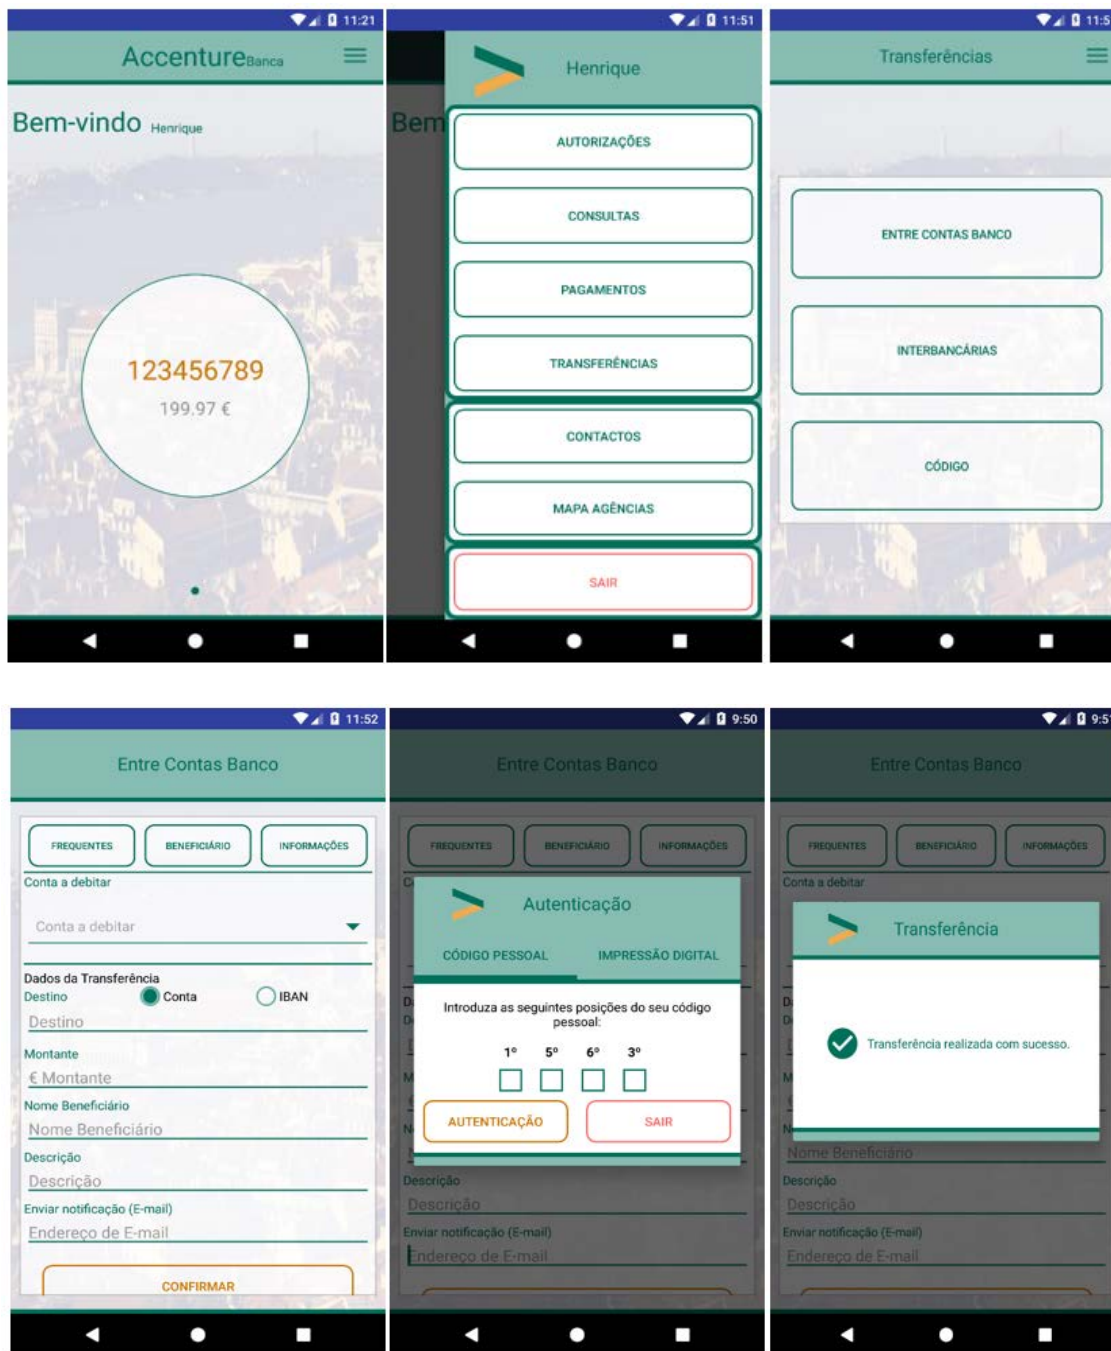 11:21
Accenture Banca
Bem-vindo Henrique
123456789
199.97 €
11:51
Henrique
Bem
AUTORIZAÇÕES
CONSULTAS
PAGAMENTOS
TRANSFERÊNCIAS
CONTACTOS
MAPA AGÊNCIAS
SAIR
11:5
Transferências
ENTRE CONTAS BANCO
INTERBANCÁRIAS
CÓDIGO
11:52
Entre Contas Banco
FREQUENTES BENEFICIÁRIO INFORMAÇÕES
Conta a debitar
Conta a debitar
Dados da Transferência
Destino Conta IBAN
Destino
Montante
€ Montante
Nome Beneficiário
Nome Beneficiário
Descrição
Descrição
Enviar notificação (E-mail)
Endereço de E-mail
CONFIRMAR
9:50
Entre Contas Banco
FREQUENTES BENEFICIÁRIO INFORMAÇÕES
Autenticação
CÓDIGO PESSOAL IMPRESSÃO DIGITAL
Introduza as seguintes posições do seu código
pessoal:
1º 5º 6º 3º
AUTENTICAÇÃO SAIR
Descrição
Descrição
Enviar notificação (E-mail)
Endereço de E-mail
9:51
Entre Contas Banco
FREQUENTES BENEFICIÁRIO INFORMAÇÕES
Conta a debitar
Transferência
Transferência realizada com sucesso.
Nome Beneficiário
Descrição
Descrição
Enviar notificação (E-mail)
Endereço de E-mail